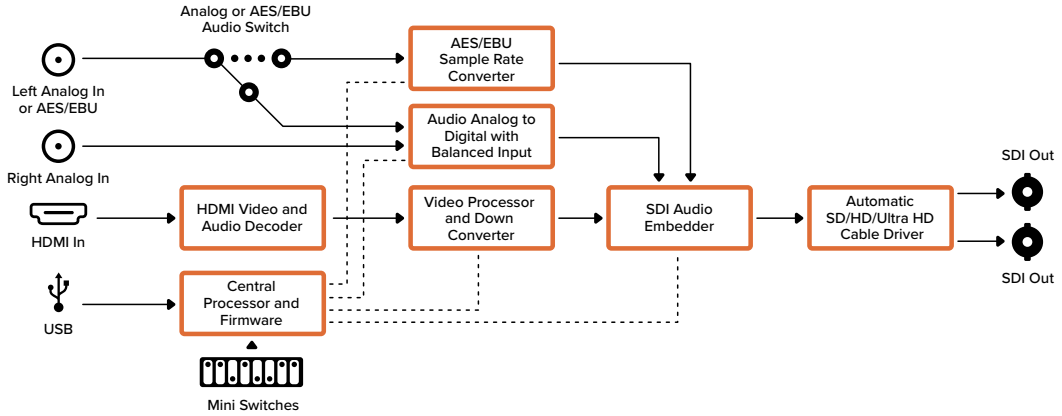 Analog or AES/EBU
Audio Switch
Left Analog In
or AES/EBU
Right Analog In
HDMI In
USB
AES/EBU
Sample Rate
Converter
Audio Analog to
Digital with
Balanced Input
HDMI Video and
Audio Decoder
Video Processor
and Down
Converter
SDI Audio
Embedder
Automatic
SD/HD/Ultra HD
Cable Driver
SDI Out
SDI Out
Central
Processor and
Firmware
Mini Switches